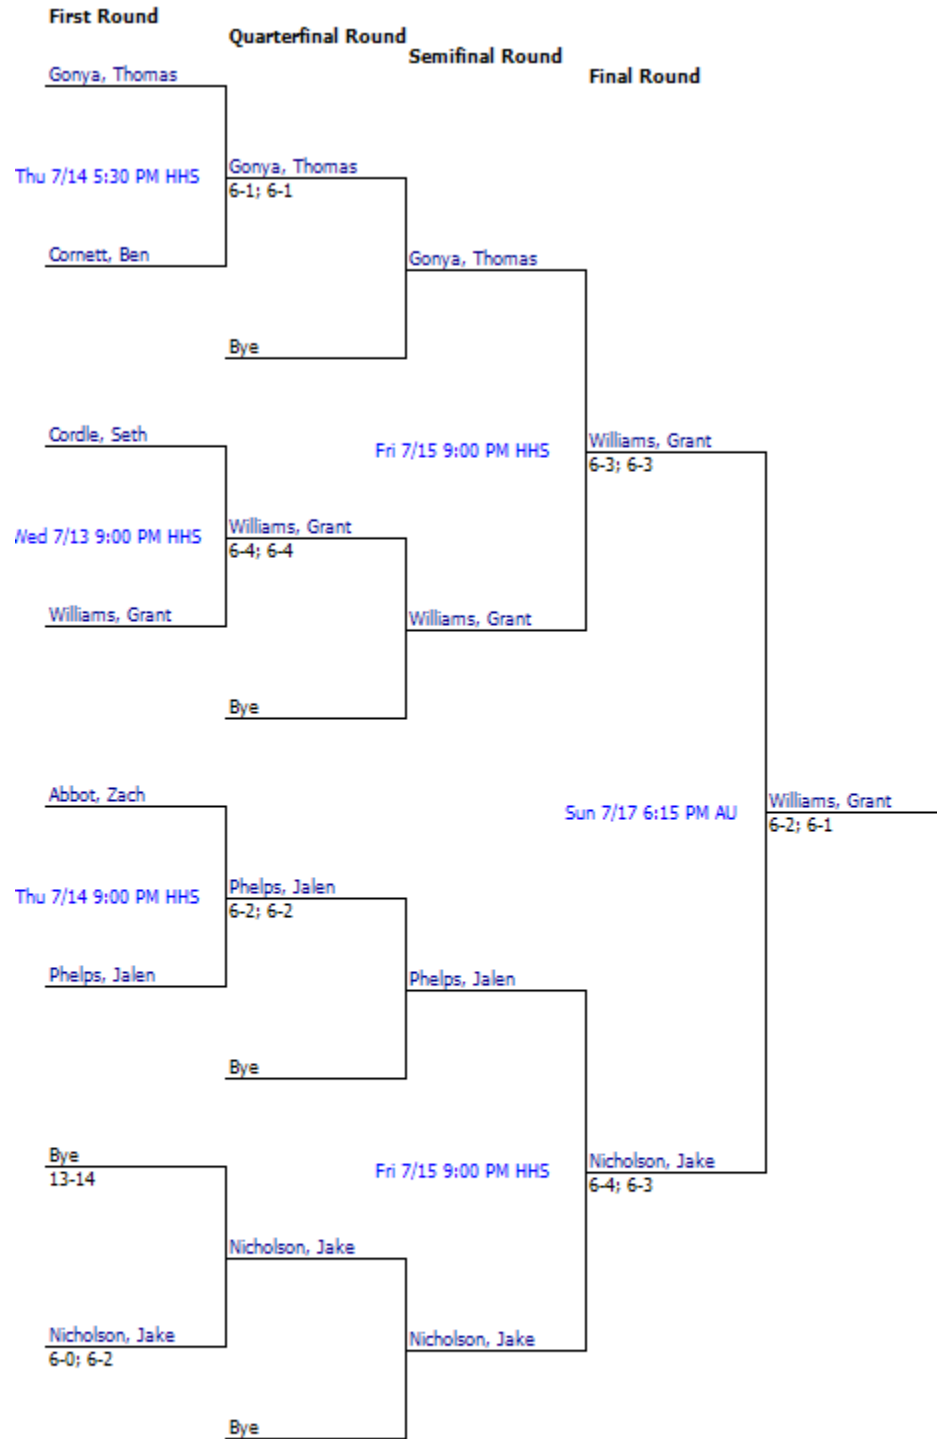 First Round
Quarterfinal Round
Semifinal Round
Final Round
Gonya, Thomas
Thu 7/14 5:30 PM HHS
Gonya, Thomas
6-1; 6-1
Cornett, Ben
Gonya, Thomas
Bye
Cordle, Seth
Fri 7/15 9:00 PM HHS
Williams, Grant
6-3; 6-3
Wed 7/13 9:00 PM HHS
Williams, Grant
6-4; 6-4
Williams, Grant
Williams, Grant
Bye
Abbot, Zach
Sun 7/17 6:15 PM AU
Williams, Grant
6-2; 6-1
Thu 7/14 9:00 PM HHS
Phelps, Jalen
6-2; 6-2
Phelps, Jalen
Phelps, Jalen
Bye
Bye
13-14
Fri 7/15 9:00 PM HHS
Nicholson, Jake
6-4; 6-3
Nicholson, Jake
Nicholson, Jake
6-0; 6-2
Nicholson, Jake
Bye